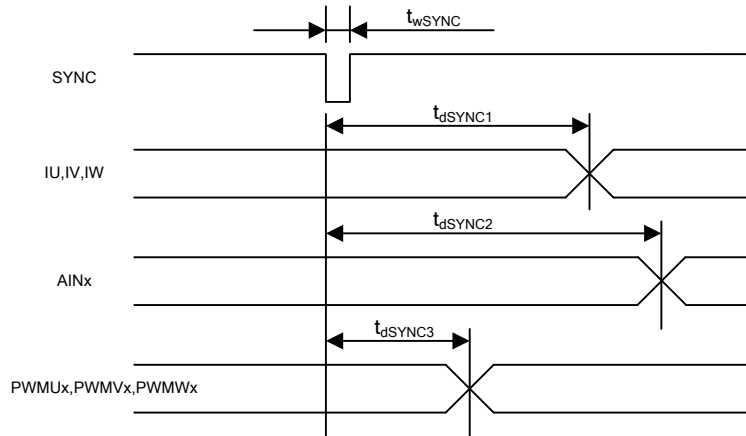 twSYNC
SYNC
tdSYNC1
IU,IV,IW
tdSYNC2
AINx
tdSYNC3
PWMUx,PWMVx,PWMWx